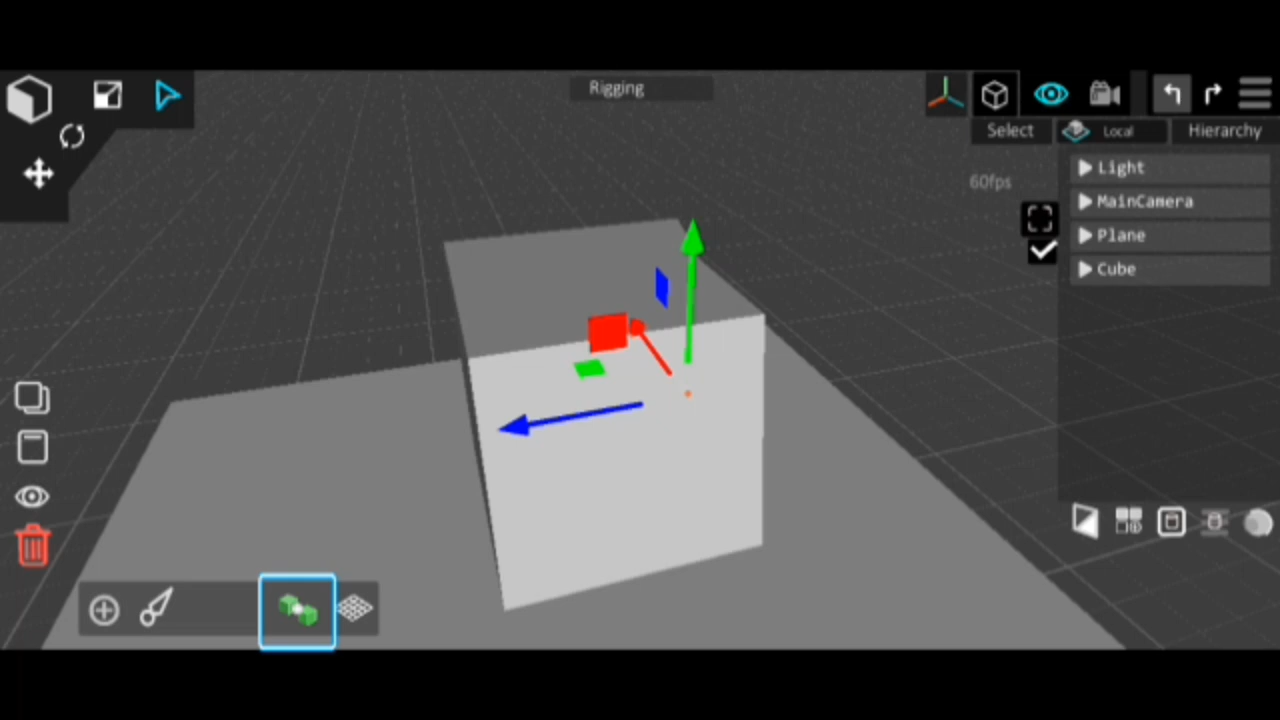 Rigging
Select
Local
Hierarchy
60fps
Light
MainCamera
Plane
Cube